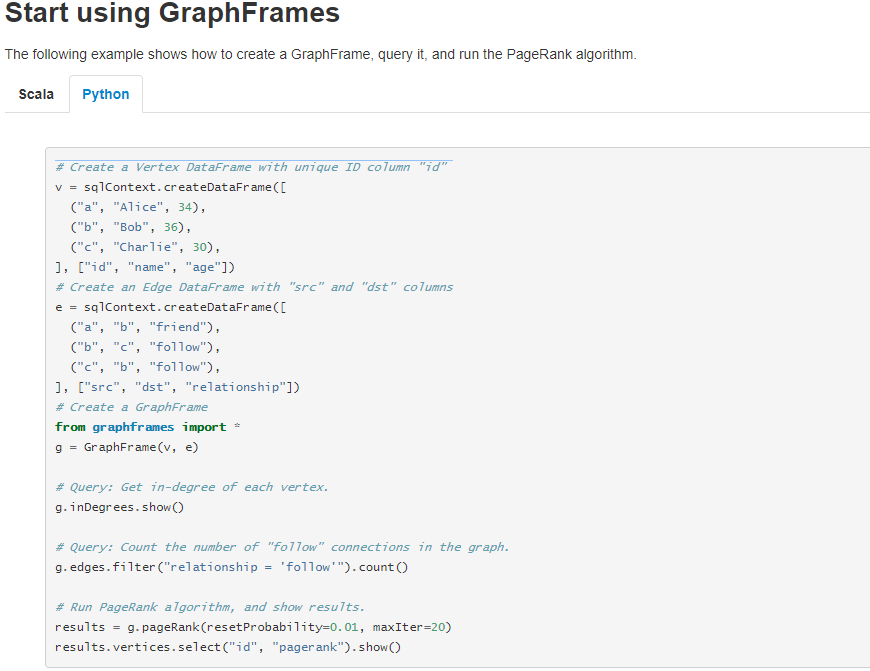 Start using GraphFrames
The following example shows how to create a GraphFrame, query it, and run the PageRank algorithm.
Scala Python
# Create a Vertex DataFrame with unique ID column "id"
v = sqlContext.createDataFrame([
  ("a", "Alice", 34),
  ("b", "Bob", 36),
  ("c", "Charlie", 30),
], ["id", "name", "age"])
# Create an Edge DataFrame with "src" and "dst" columns
e = sqlContext.createDataFrame([
  ("a", "b", "friend"),
  ("b", "c", "follow"),
  ("c", "b", "follow"),
], ["src", "dst", "relationship"])
# Create a GraphFrame
from graphframes import *
g = GraphFrame(v, e)
# Query: Get in-degree of each vertex.
g.inDegrees.show()
# Query: Count the number of "follow" connections in the graph.
g.edges.filter("relationship = 'follow'").count()
# Run PageRank algorithm, and show results.
results = g.pageRank(resetProbability=0.01, maxIter=20)
results.vertices.select("id", "pagerank").show()